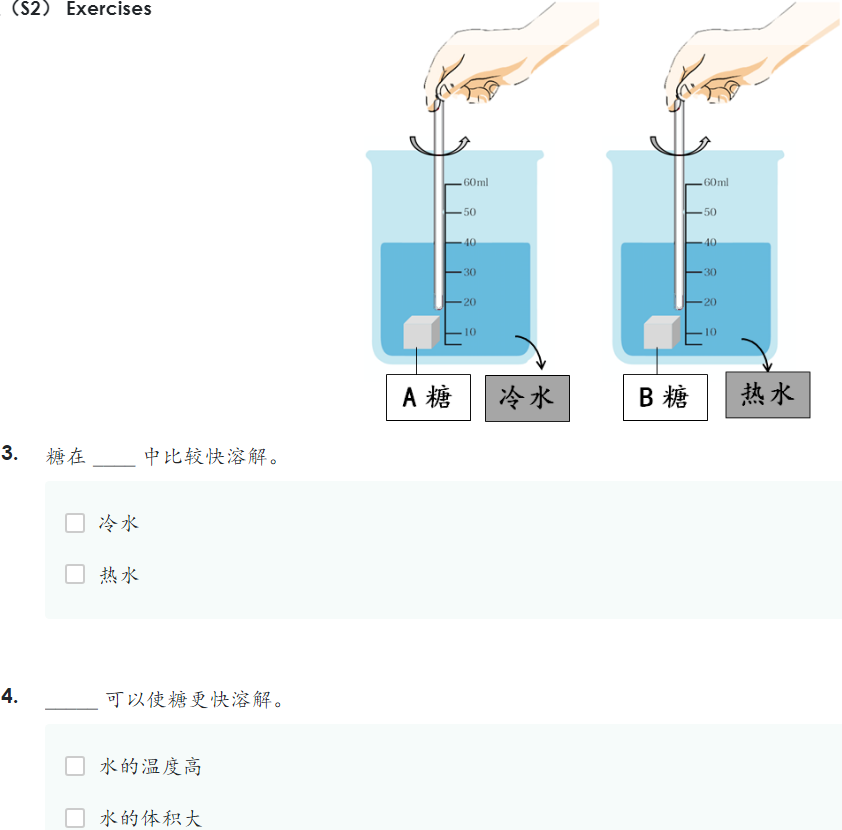 （S2） Exercises
60ml
50
40
30
20
10
60ml
50
40
30
20
10
A 糖
冷水
B 糖
热水
3. 糖在 ____ 中比较快溶解。
冷水
热水
4. _____ 可以使糖更快溶解。
水的温度高
水的体积大